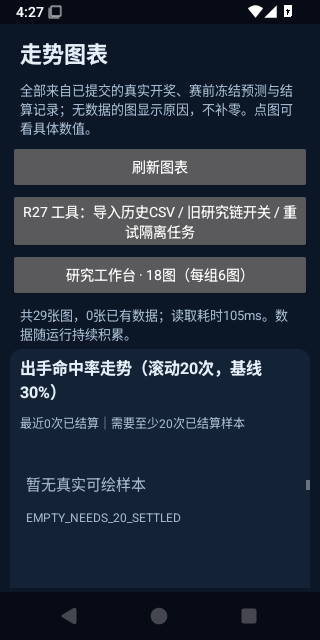 4:27
走势图表
全部来自已提交的真实开奖、赛前冻结预测与结
算记录；无数据的图显示原因，不补零。点图可
看具体数值。
刷新图表
R27 工具：导入历史CSV / 旧研究链开关 / 重
试隔离任务
研究工作台 · 18图（每组6图）
共29张图，0张已有数据；读取耗时105ms。数
据随运行持续积累。
出手命中率走势（滚动20次，基线
30%）
最近0次已结算｜需要至少20次已结算样本
暂无真实可绘样本
EMPTY_NEEDS_20_SETTLED